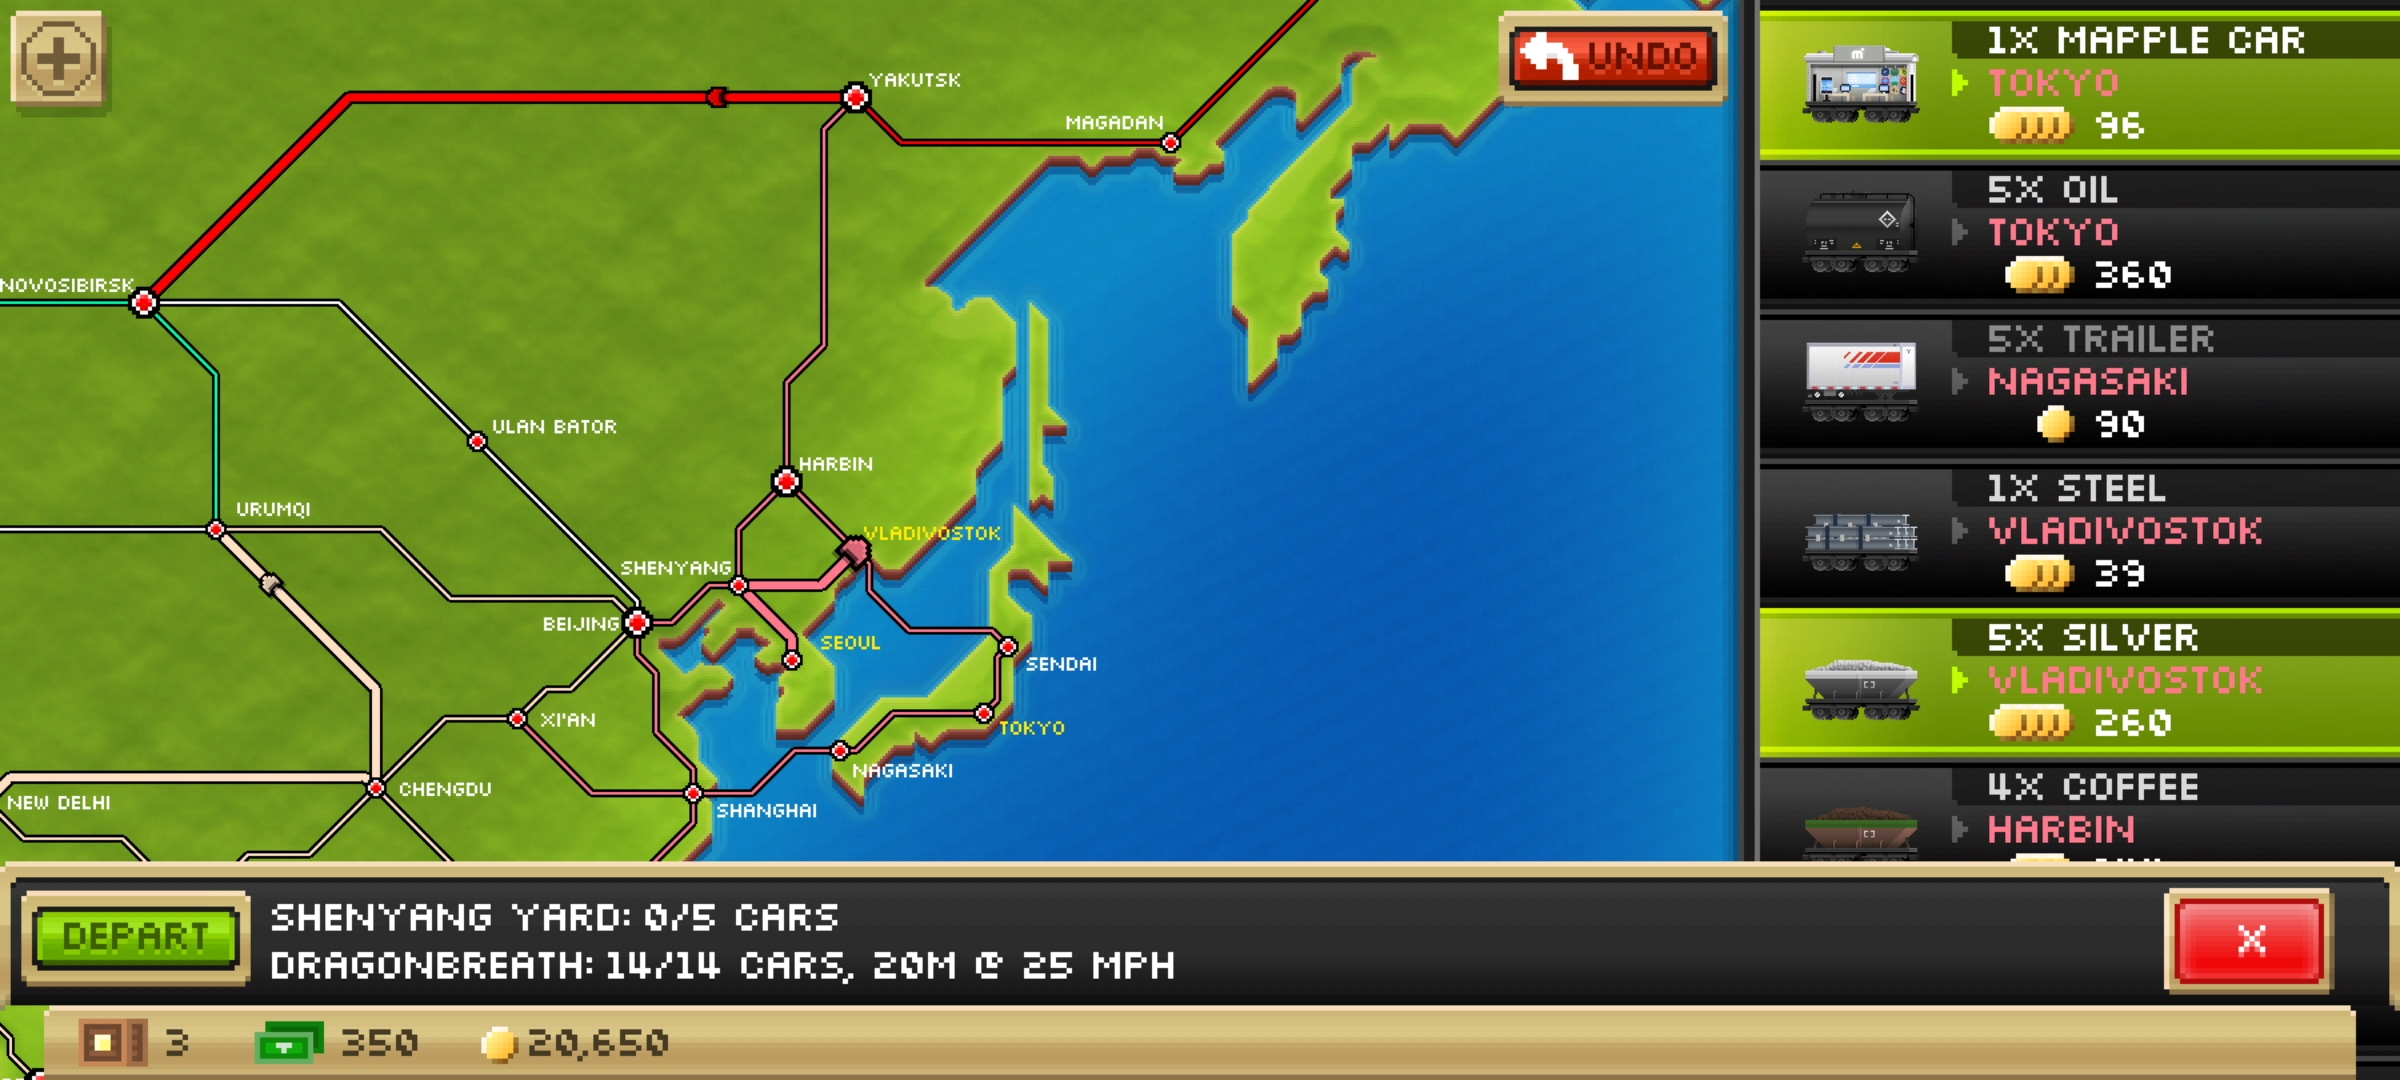 YAKUTSK
UNDO
MAGADAN
NOVOSIBIRSK
ULAN BATOR
HARBIN
URUMQI
VLADIVOSTOK
SHENYANG
BEIJING
SEOUL
SENDAI
XI'AN
TOKYO
NAGASAKI
CHENGDU
NEW DELHI
SHANGHAI
1X MAPPLE CAR
TOKYO
96
5X OIL
TOKYO
360
5X TRAILER
NAGASAKI
90
1X STEEL
VLADIVOSTOK
39
5X SILVER
VLADIVOSTOK
260
4X COFFEE
HARBIN
DEPART
SHENYANG YARD: 0/5 CARS
DRAGONBREATH: 14/14 CARS, 20M @ 25 MPH
X
3
350
20,650